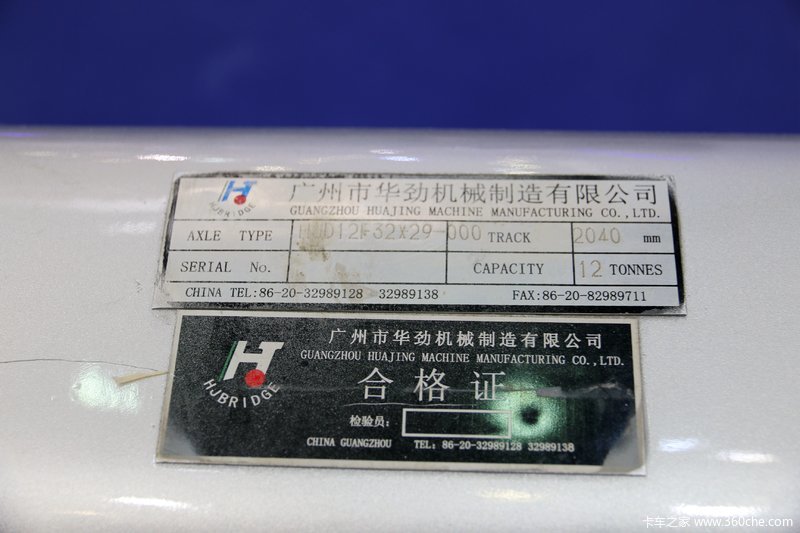 HJBRIDGE
广州市华劲机械制造有限公司
GUANGZHOU HUAJING MACHINE MANUFACTURING CO.,LTD.
AXLE TYPE HJD12F32X29-000 TRACK 2040 mm
SERIAL No. CAPACITY 12 TONNES
CHINA TEL:86-20-32989128 32989138 FAX:86-20-82989711
HJBRIDGE
广州市华劲机械制造有限公司
GUANGZHOU HUAJING MACHINE MANUFACTURING CO.,LTD.
合格证
检验员:
CHINA GUANGZHOU TEL: 86-20-32989128 32989138
卡车之家 www.360che.com